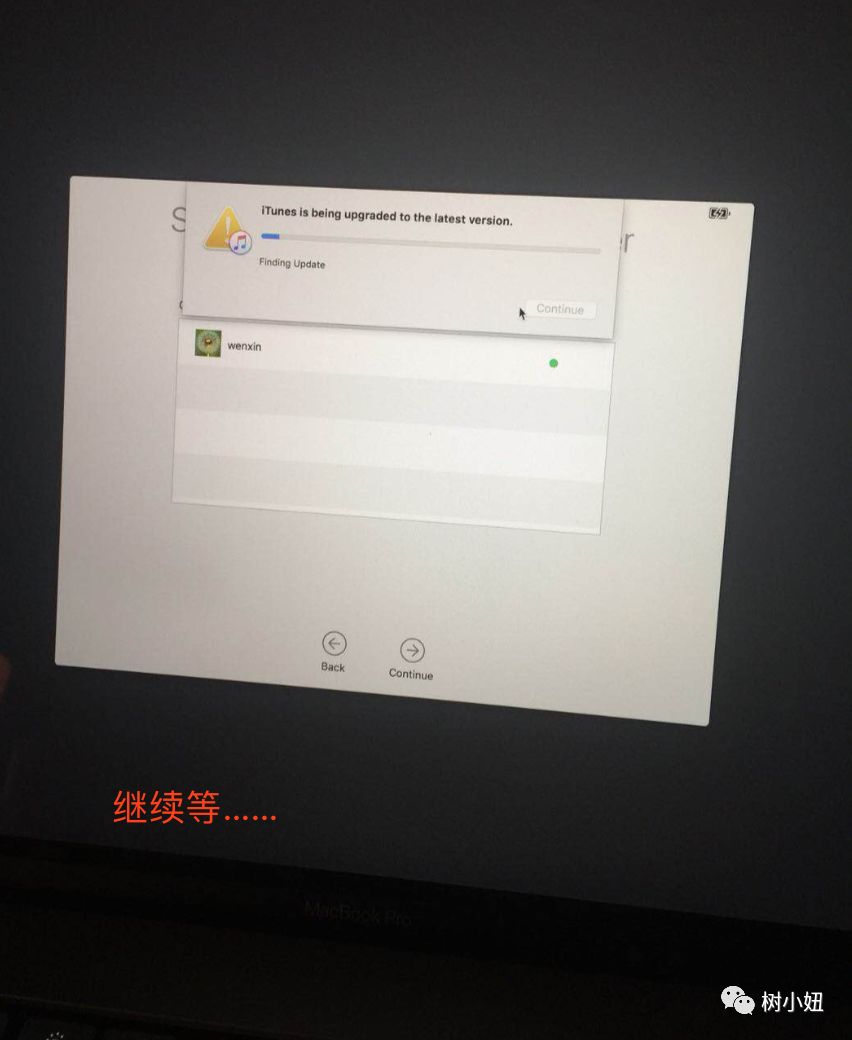 iTunes is being upgraded to the latest version.
Finding Update
Continue
wenxin
Back
Continue
继续等……
MacBook Pro
树小妞